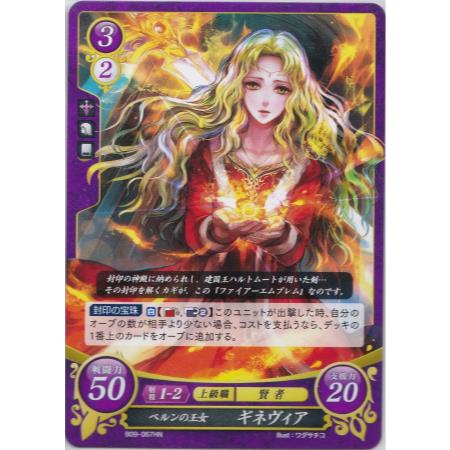 3
2
封印の神殿に納められし、建国王ハルトムートが用いた剣…
その封印を解くカギが、この『ファイアーエムブレム』なのです。
封印の宝珠 自 このユニットが出撃した時、自分の
オーブの数が相手より少ない場合、コストを支払うなら、デッキの
1番上のカードをオーブに追加する。
戦闘力 50 射程 1-2 上級職 賢者 支援力 20
ベルンの王女 ギネヴィア
B09-067HN Illust：ワダサチコ